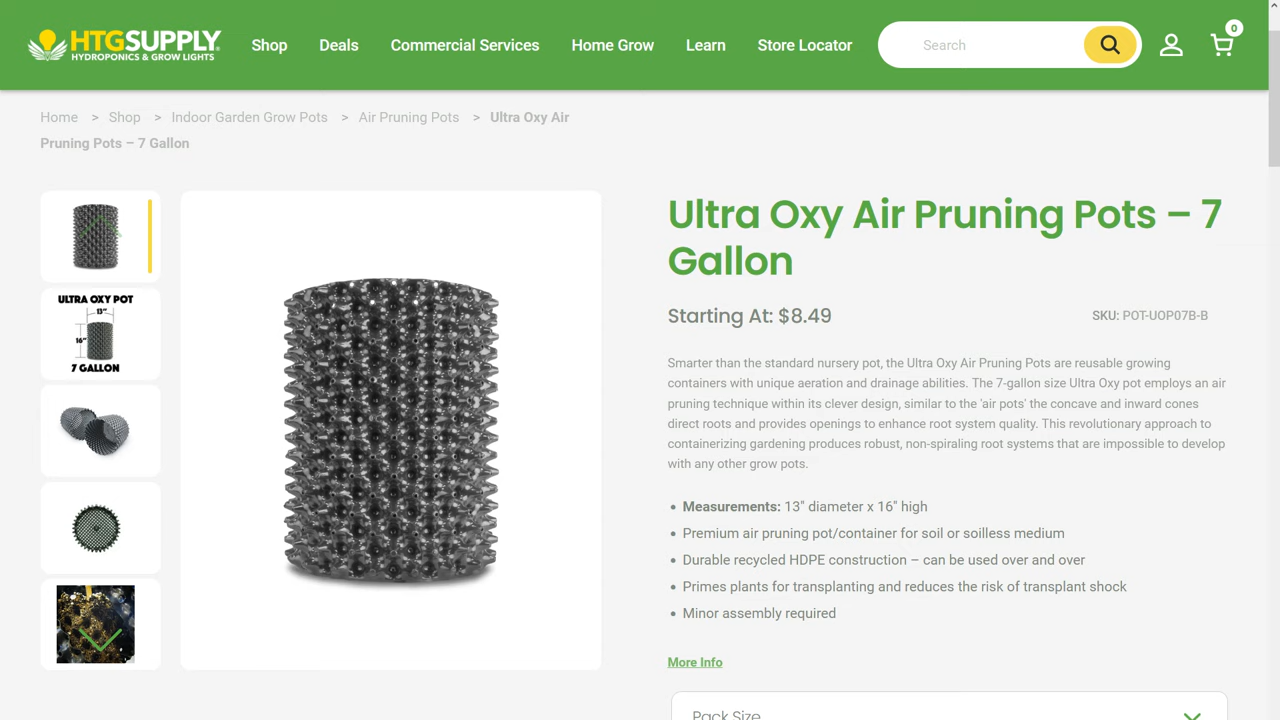 HTGSUPPLY
HYDROPONICS & GROW LIGHTS
Shop
Deals
Commercial Services
Home Grow
Learn
Store Locator
Search
0
Home > Shop > Indoor Garden Grow Pots > Air Pruning Pots > Ultra Oxy Air
Pruning Pots – 7 Gallon
ULTRA OXY POT
13"
16"
7 GALLON
Ultra Oxy Air Pruning Pots – 7
Gallon
Starting At: $8.49
SKU: POT-UOP07B-B
Smarter than the standard nursery pot, the Ultra Oxy Air Pruning Pots are reusable growing
containers with unique aeration and drainage abilities. The 7-gallon size Ultra Oxy pot employs an air
pruning technique within its clever design, similar to the 'air pots' the concave and inward cones
direct roots and provides openings to enhance root system quality. This revolutionary approach to
containerizing gardening produces robust, non-spiraling root systems that are impossible to develop
with any other grow pots.
• Measurements: 13" diameter x 16" high
• Premium air pruning pot/container for soil or soilless medium
• Durable recycled HDPE construction – can be used over and over
• Primes plants for transplanting and reduces the risk of transplant shock
• Minor assembly required
More Info
Pack Size